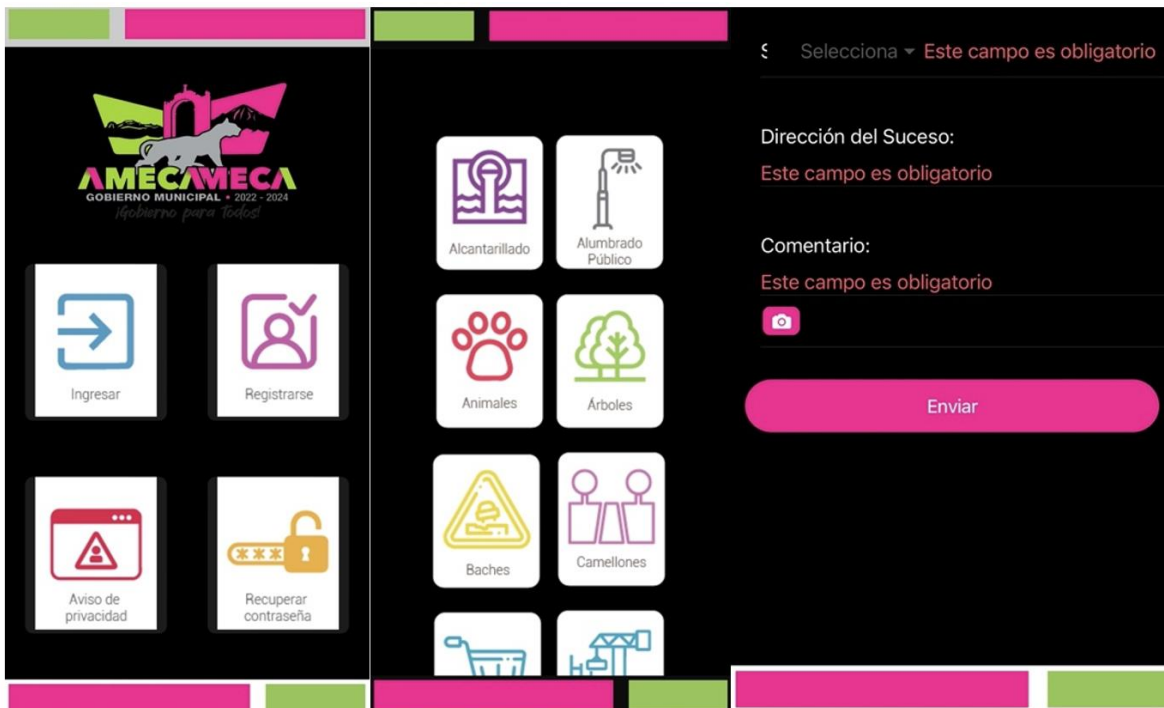 AMECAMECA
GOBIERNO MUNICIPAL • 2022 - 2024
¡Gobierno para Todos!
Ingresar
Registrarse
Aviso de
privacidad
Recuperar
contraseña
Alcantarillado
Alumbrado
Público
Animales
Árboles
Baches
Camellones
Selecciona Este campo es obligatorio
Dirección del Suceso:
Este campo es obligatorio
Comentario:
Este campo es obligatorio
Enviar